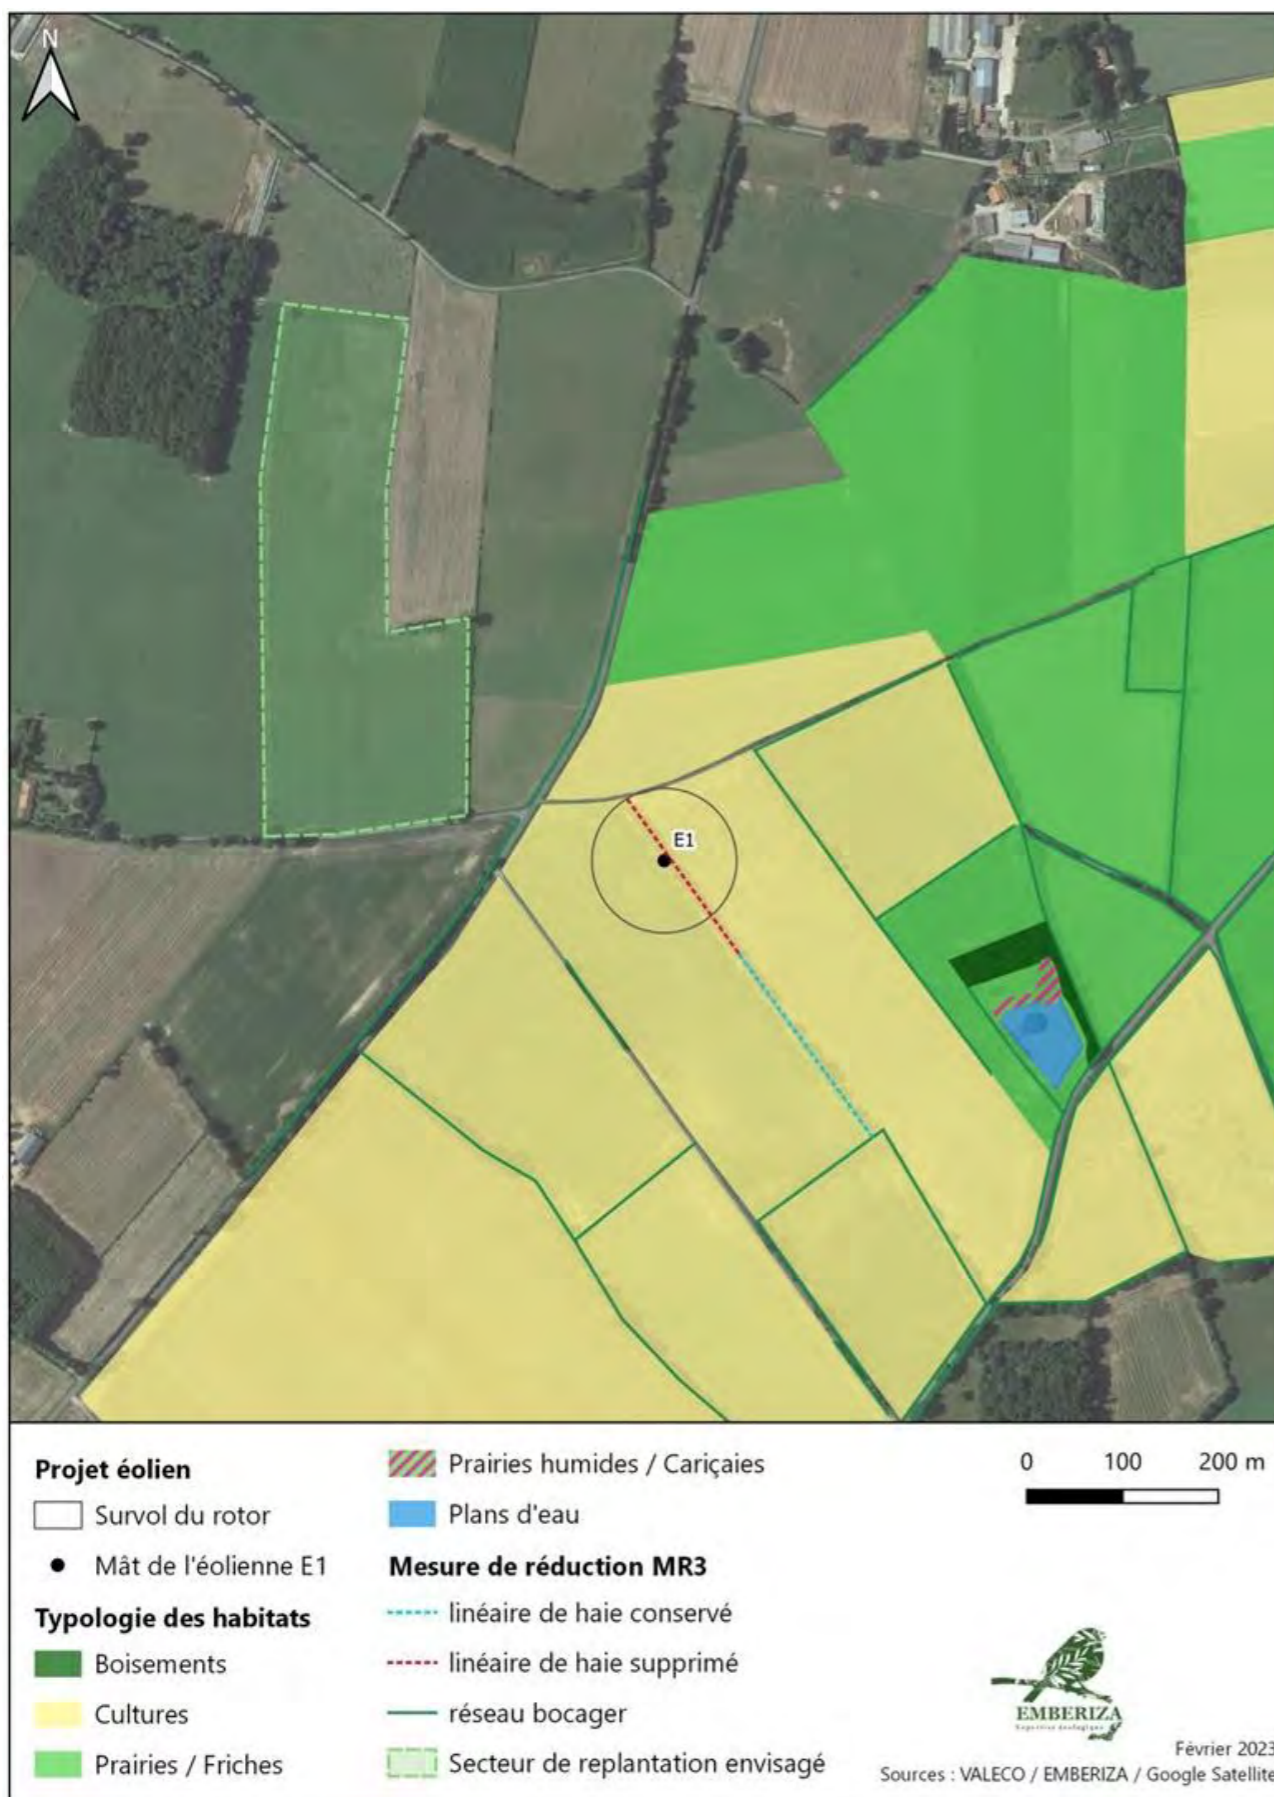 N
E1
Projet éolien
Survol du rotor
Mât de l'éolienne E1
Typologie des habitats
Boisements
Cultures
Prairies / Friches
Prairies humides / Cariçaies
Plans d'eau
Mesure de réduction MR3
linéaire de haie conservé
linéaire de haie supprimé
réseau bocager
Secteur de replantation envisagé
0 100 200 m
EMBERIZA
Expertise écologique
Février 2023
Sources : VALECO / EMBERIZA / Google Satellite